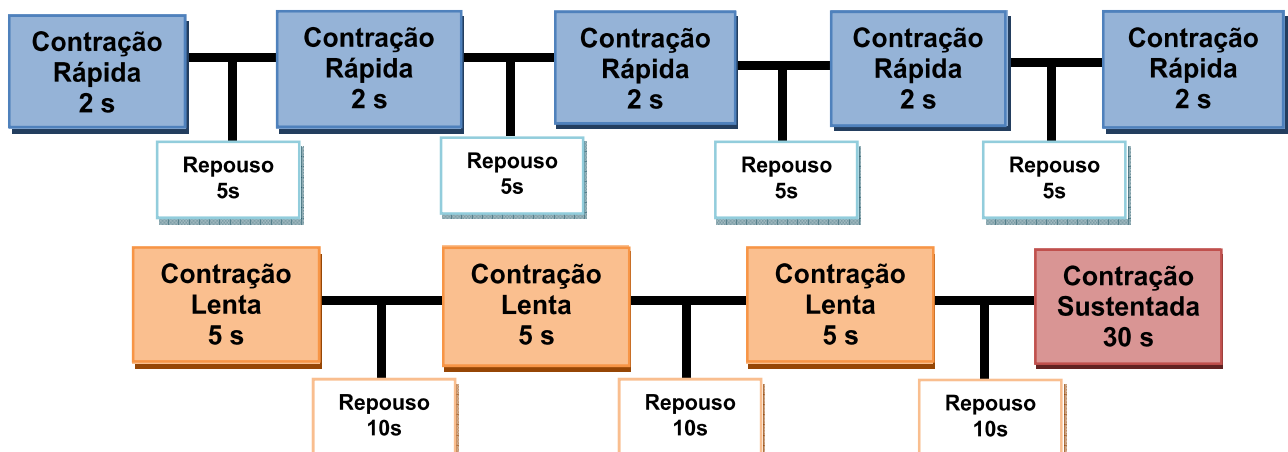 Contração
Rápida
2 s
Contração
Rápida
2 s
Contração
Rápida
2 s
Contração
Rápida
2 s
Contração
Rápida
2 s
Repouso
5s
Repouso
5s
Repouso
5s
Repouso
5s
Contração
Lenta
5 s
Contração
Lenta
5 s
Contração
Lenta
5 s
Contração
Sustentada
30 s
Repouso
10s
Repouso
10s
Repouso
10s